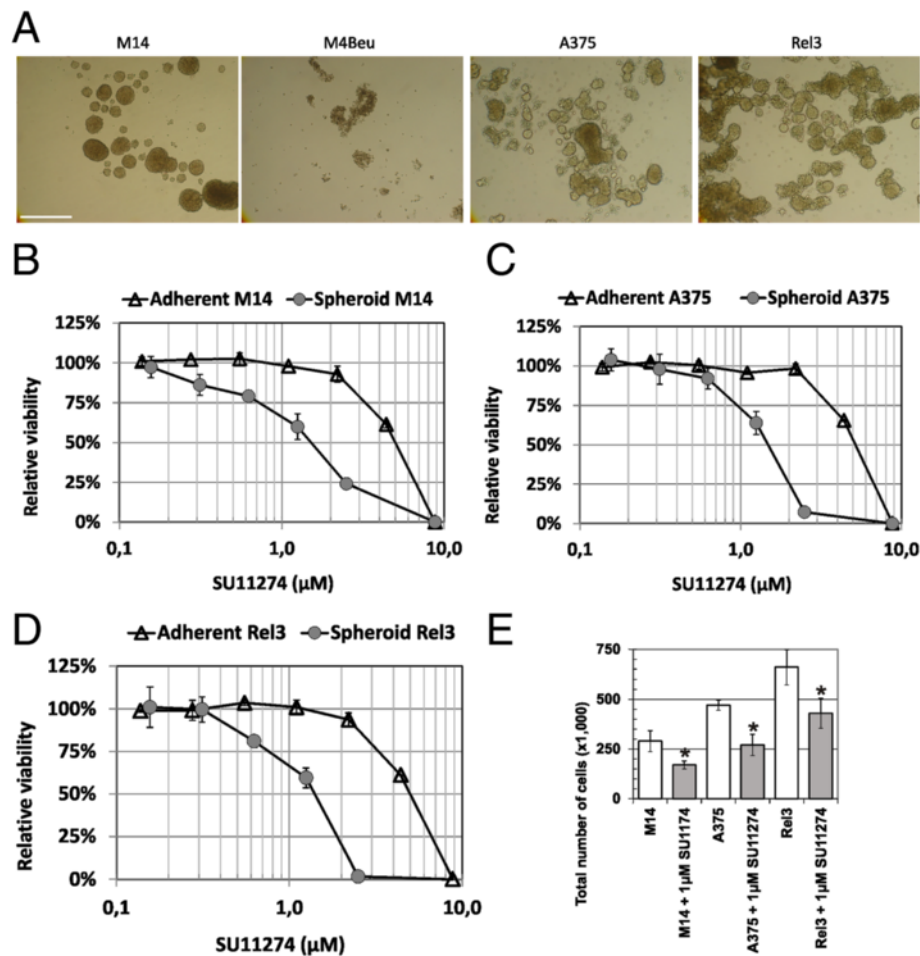 A
M14
M4Beu
A375
Rel3
B
Adherent M14
Spheroid M14
125%
100%
75%
50%
25%
0%
Relative viability
0,1
1,0
10,0
SU11274 (μM)
C
Adherent A375
Spheroid A375
125%
100%
75%
50%
25%
0%
Relative viability
0,1
1,0
10,0
SU11274 (μM)
D
Adherent Rel3
Spheroid Rel3
125%
100%
75%
50%
25%
0%
Relative viability
0,1
1,0
10,0
SU11274 (μM)
E
750
500
250
0
Total number of cells (x1,000)
*
*
*
M14
M14 + 1μM SU1174
A375
A375 + 1μM SU11274
Rel3
Rel3 + 1μM SU11274